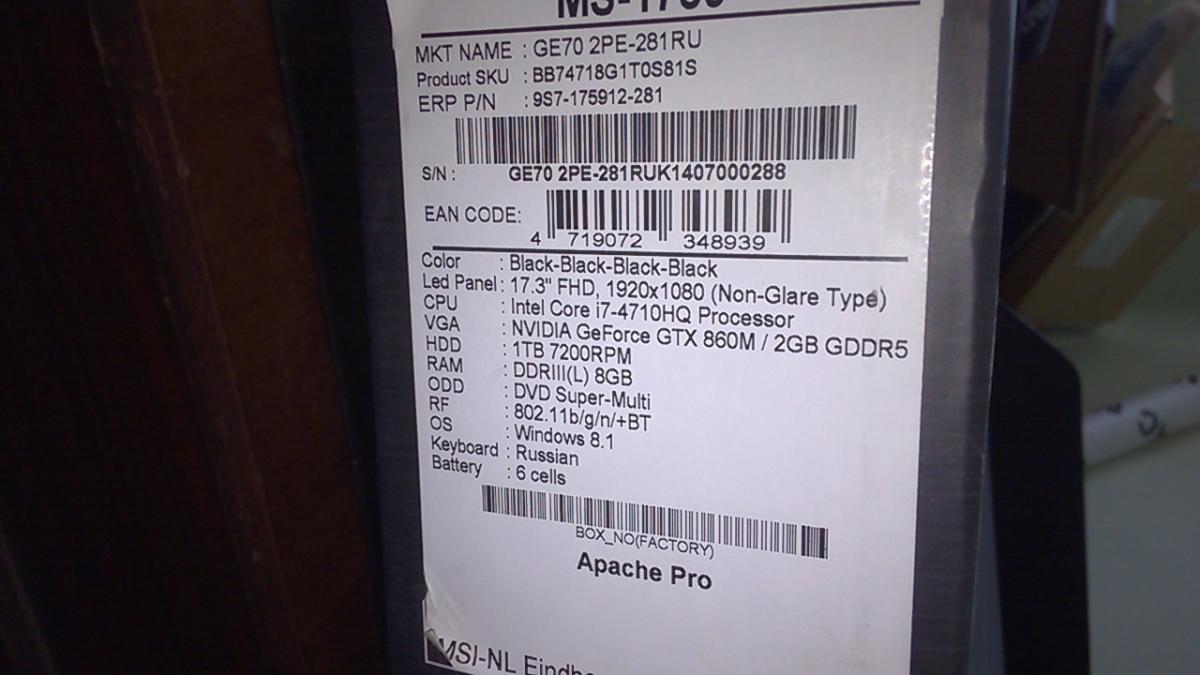 MKT NAME : GE70 2PE-281RU
Product SKU : BB74718G1T0S81S
ERP P/N : 9S7-175912-281
S/N : GE70 2PE-281RUK1407000288
EAN CODE: 4 719072 348939
Color : Black-Black-Black-Black
Led Panel : 17.3" FHD, 1920x1080 (Non-Glare Type)
CPU : Intel Core i7-4710HQ Processor
VGA : NVIDIA GeForce GTX 860M / 2GB GDDR5
HDD : 1TB 7200RPM
RAM : DDRIII(L) 8GB
ODD : DVD Super-Multi
RF : 802.11b/g/n/+BT
OS : Windows 8.1
Keyboard : Russian
Battery : 6 cells
BOX_NO(FACTORY)
Apache Pro
MSI-NL